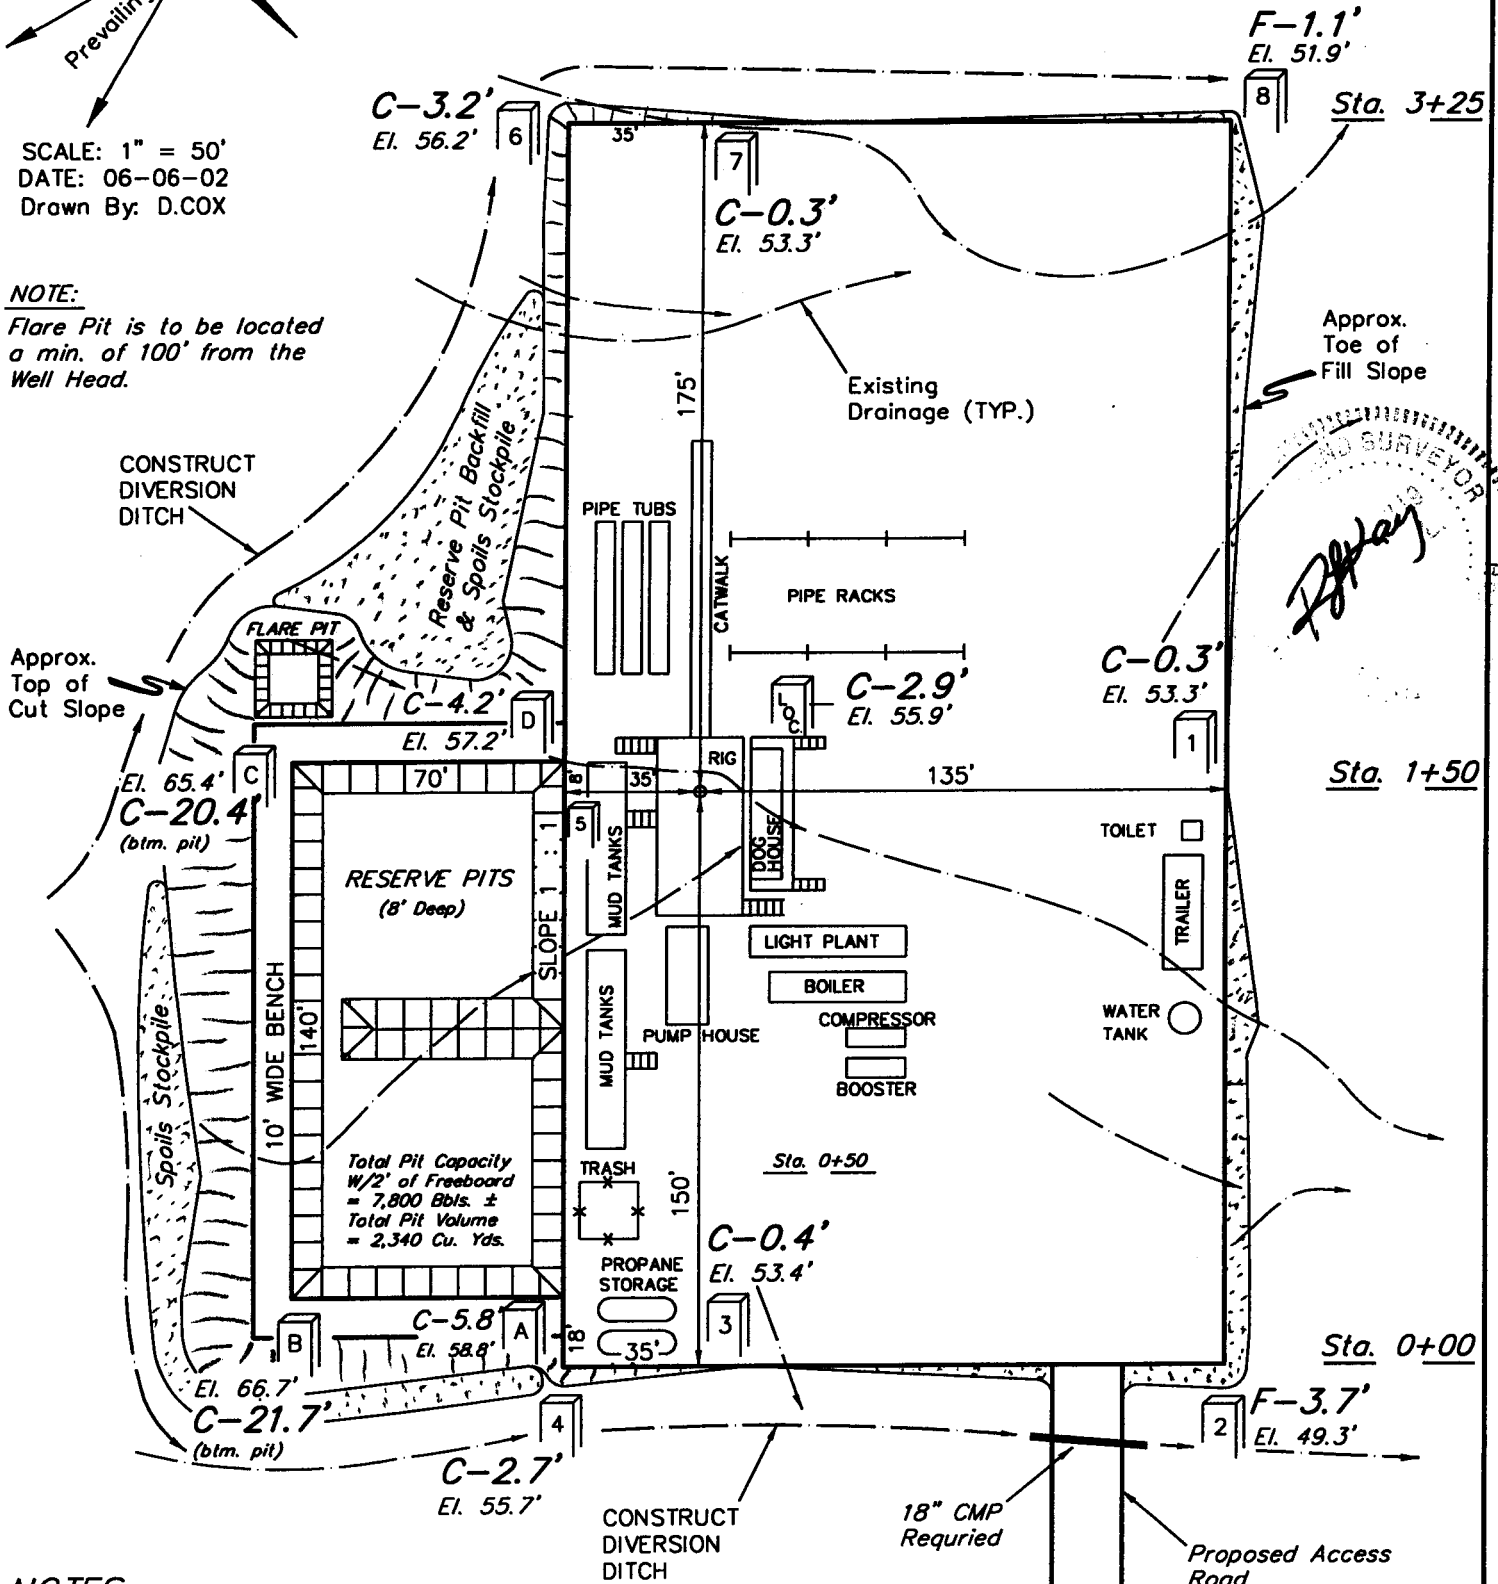 Prevailing
F-1.1'
El. 51.9'
8
Sta. 3+25
C-3.2'
El. 56.2'
6
35'
7
C-0.3'
El. 53.3'
SCALE: 1" = 50'
DATE: 06-06-02
Drawn By: D.COX
NOTE:
Flare Pit is to be located
a min. of 100' from the
Well Head.
Approx.
Toe of
Fill Slope
175'
Existing
Drainage (TYP.)
Reserve Pit Backfill
& Spoils Stockpile
CONSTRUCT
DIVERSION
DITCH
SURVEYOR
PIPE TUBS
CATWALK
PIPE RACKS
FLARE PIT
Approx.
Top of
Cut Slope
C-4.2'
El. 57.2'
D
LOC.
C-2.9'
El. 55.9'
C-0.3'
El. 53.3'
1
C
El. 65.4'
C-20.4'
(btm. pit)
70'
8'
35'
RIG
135'
Sta. 1+50
5
MUD TANKS
DOG
HOUSE
TOILET
TRAILER
RESERVE PITS
(8' Deep)
SLOPE 1 : 1
LIGHT PLANT
BOILER
10' WIDE BENCH
140'
MUD TANKS
PUMP HOUSE
COMPRESSOR
BOOSTER
WATER
TANK
Spoils Stockpile
Total Pit Capacity
W/2' of Freeboard
= 7,800 Bbls. ±
Total Pit Volume
= 2,340 Cu. Yds.
TRASH
150'
Sta. 0+50
C-0.4'
El. 53.4'
PROPANE
STORAGE
3
C-5.8'
El. 58.8'
A
18'
35'
B
El. 66.7'
C-21.7'
(btm. pit)
Sta. 0+00
4
C-2.7'
El. 55.7'
2
F-3.7'
El. 49.3'
CONSTRUCT
DIVERSION
DITCH
18" CMP
Requried
Proposed Access
Road
NOTES